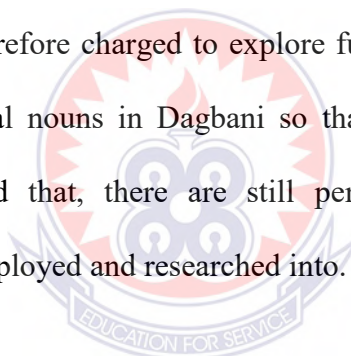 refore charged to explore fu
al nouns in Dagbani so tha
d that, there are still per
ployed and researched into.
EDUCATION FOR SERVICE